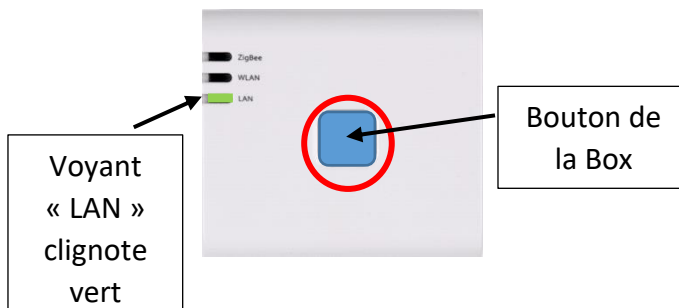 ZigBee
WLAN
LAN
Bouton de
la Box
Voyant
« LAN »
clignote
vert